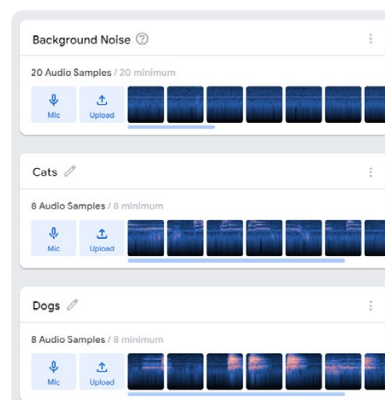 Background Noise
20 Audio Samples / 20 minimum
Mic Upload
Cats
8 Audio Samples / 8 minimum
Mic Upload
Dogs
8 Audio Samples / 8 minimum
Mic Upload